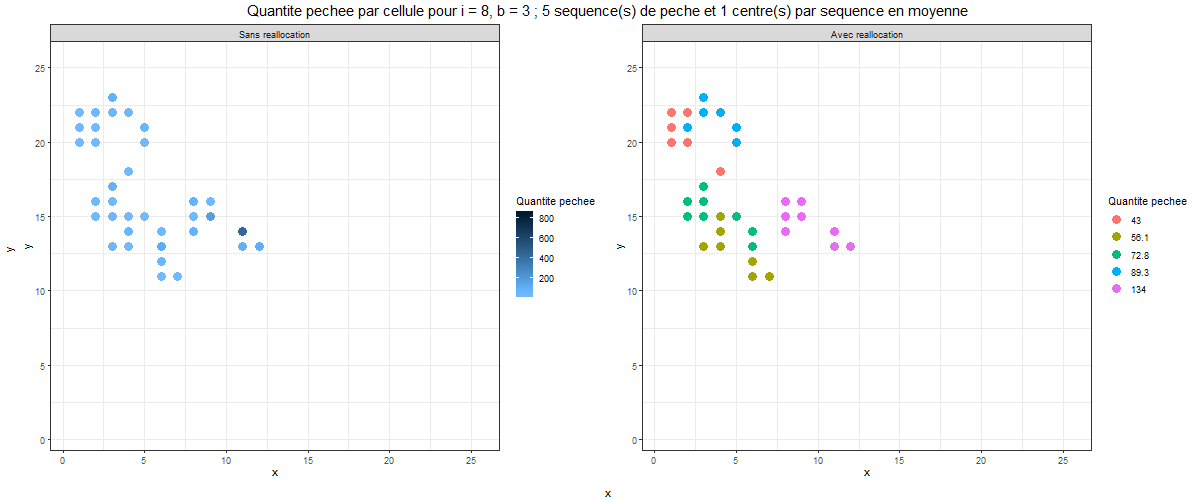 Quantite pechee par cellule pour i = 8, b = 3 ; 5 sequence(s) de peche et 1 centre(s) par sequence en moyenne
Sans reallocation
25
20
15
10
5
0
y
y
0 5 10 15 20 25
x
Quantite pechee
800
600
400
200
Avec reallocation
25
20
15
10
5
0
y
0 5 10 15 20 25
x
Quantite pechee
43
56.1
72.8
89.3
134
x